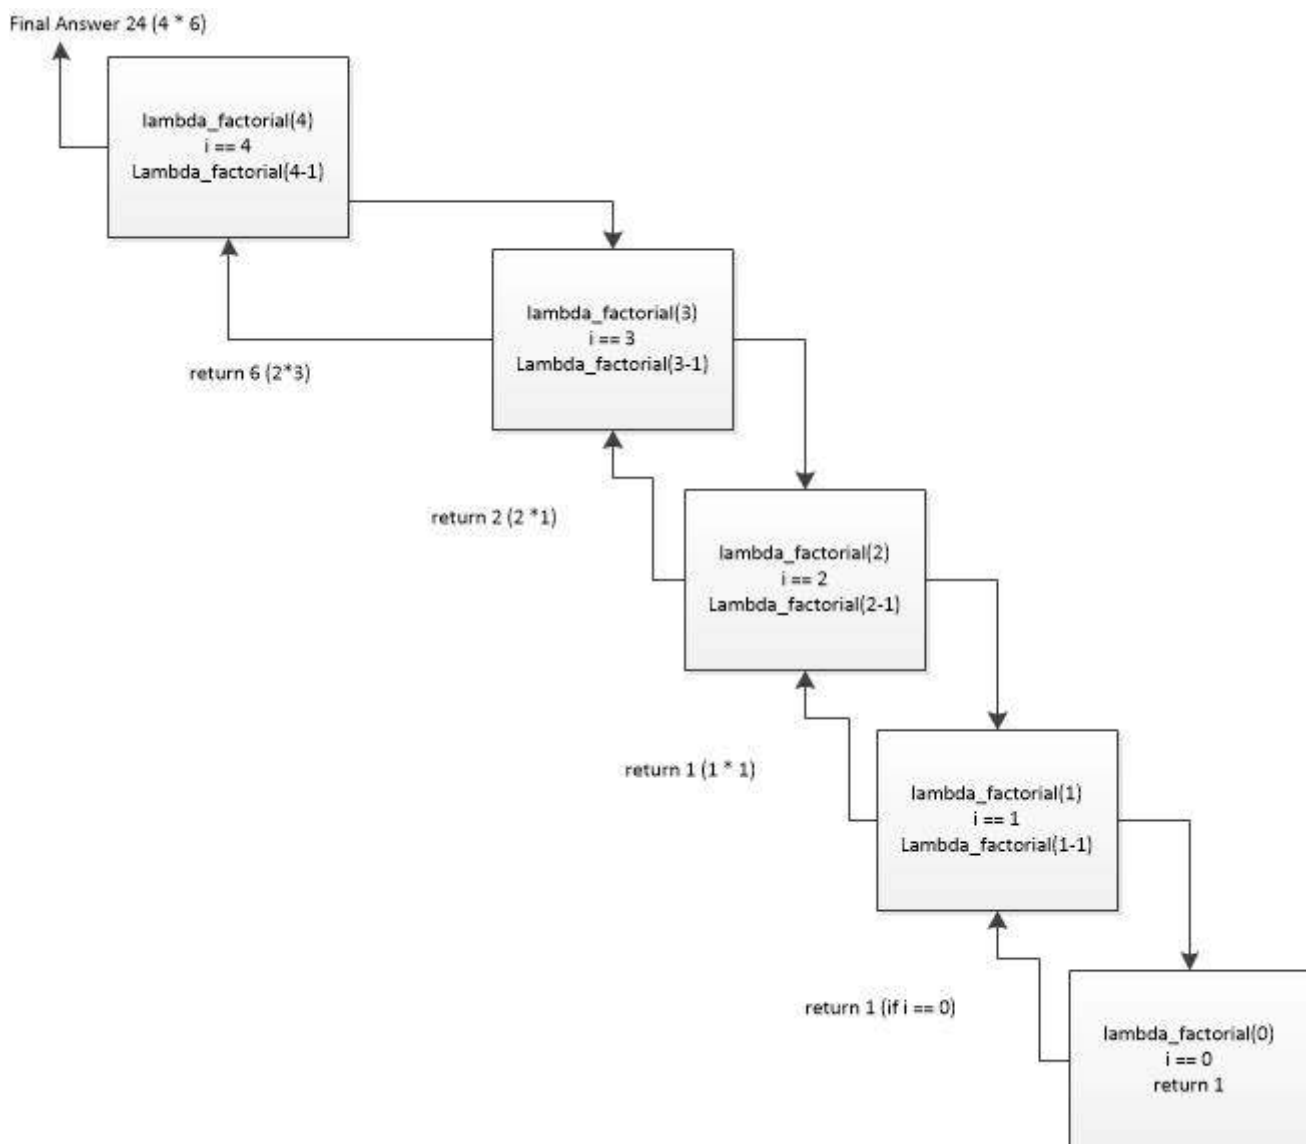 Final Answer 24 (4 * 6)
lambda_factorial(4)
i == 4
Lambda_factorial(4-1)
lambda_factorial(3)
i == 3
Lambda_factorial(3-1)
return 6 (2*3)
return 2 (2 *1)
lambda_factorial(2)
i == 2
Lambda_factorial(2-1)
return 1 (1 * 1)
lambda_factorial(1)
i == 1
Lambda_factorial(1-1)
return 1 (if i == 0)
lambda_factorial(0)
i == 0
return 1